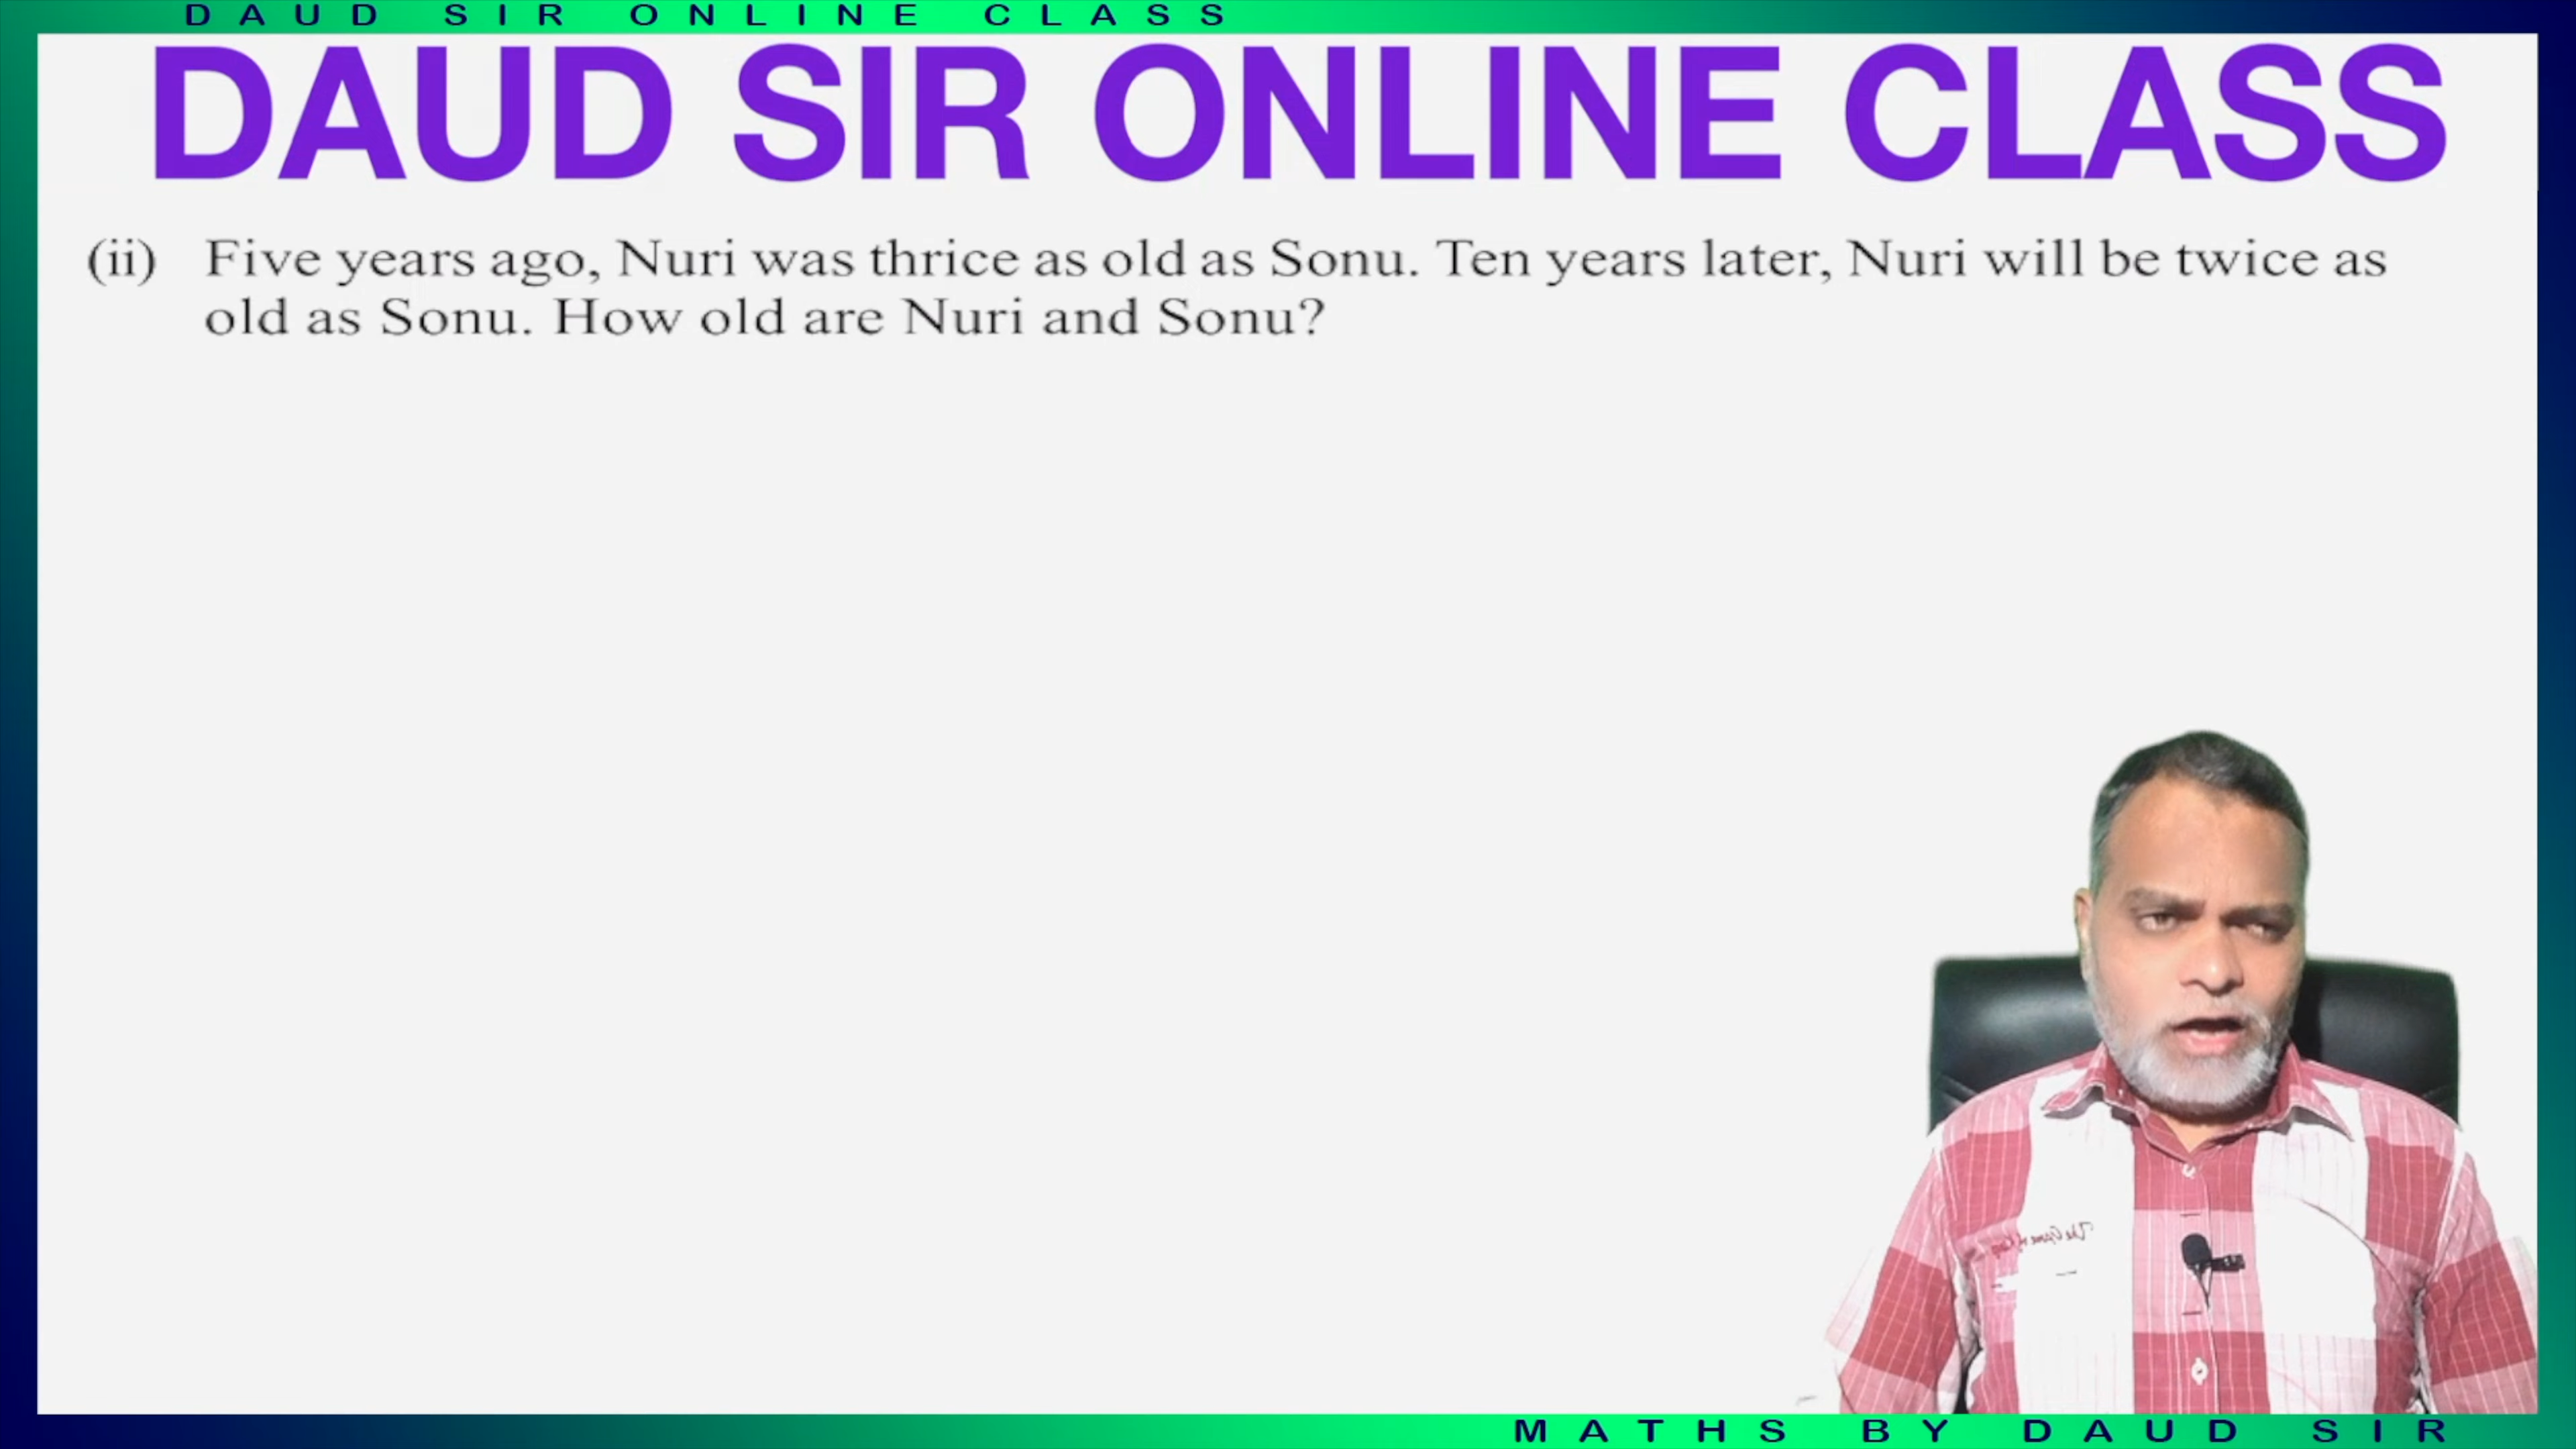 DAUD SIR ONLINE CLASS
DAUD SIR ONLINE CLASS
(ii) Five years ago, Nuri was thrice as old as Sonu. Ten years later, Nuri will be twice as
old as Sonu. How old are Nuri and Sonu?
MATHS BY DAUD SIR